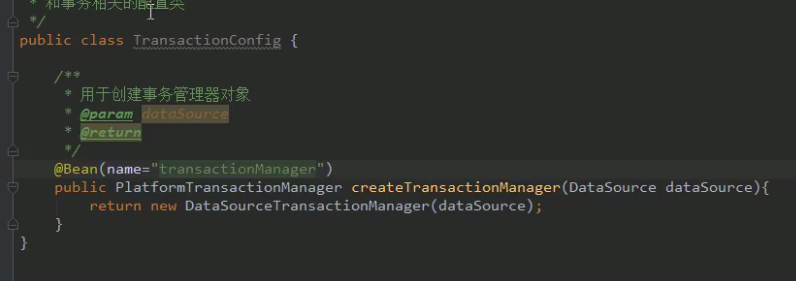 * 和事务相关的配置类
*/
public class TransactionConfig {
/**
* 用于创建事务管理器对象
* @param dataSource
* @return
*/
@Bean(name="transactionManager")
public PlatformTransactionManager createTransactionManager(DataSource dataSource){
return new DataSourceTransactionManager(dataSource);
}
}